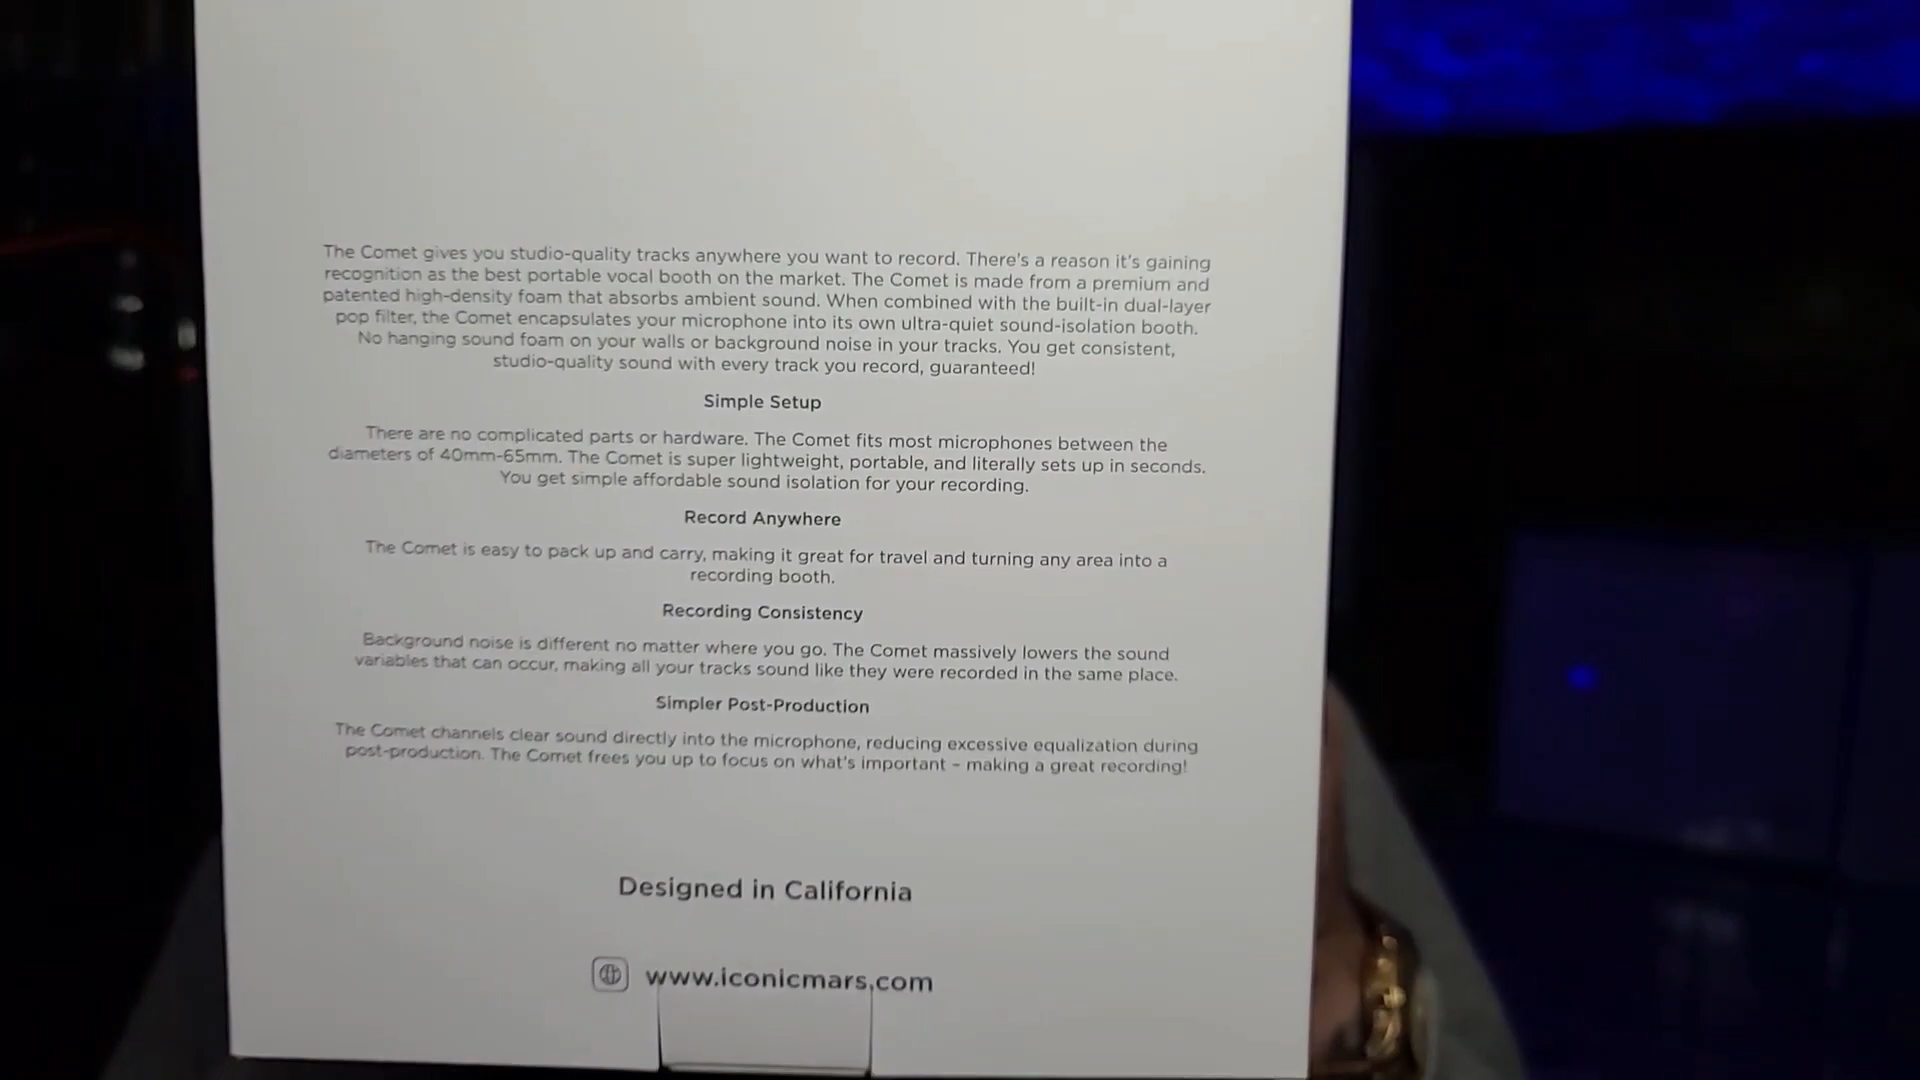 The Comet gives you studio-quality tracks anywhere you want to record. There's a reason it's gaining
recognition as the best portable vocal booth on the market. The Comet is made from a premium and
patented high-density foam that absorbs ambient sound. When combined with the built-in dual-layer
pop filter, the Comet encapsulates your microphone into its own ultra-quiet sound-isolation booth.
No hanging sound foam on your walls or background noise in your tracks. You get consistent,
studio-quality sound with every track you record, guaranteed!
Simple Setup
There are no complicated parts or hardware. The Comet fits most microphones between the
diameters of 40mm-65mm. The Comet is super lightweight, portable, and literally sets up in seconds.
You get simple affordable sound isolation for your recording.
Record Anywhere
The Comet is easy to pack up and carry, making it great for travel and turning any area into a
recording booth.
Recording Consistency
Background noise is different no matter where you go. The Comet massively lowers the sound
variables that can occur, making all your tracks sound like they were recorded in the same place.
Simpler Post-Production
The Comet channels clear sound directly into the microphone, reducing excessive equalization during
post-production. The Comet frees you up to focus on what's important – making a great recording!
Designed in California
www.iconicmars.com